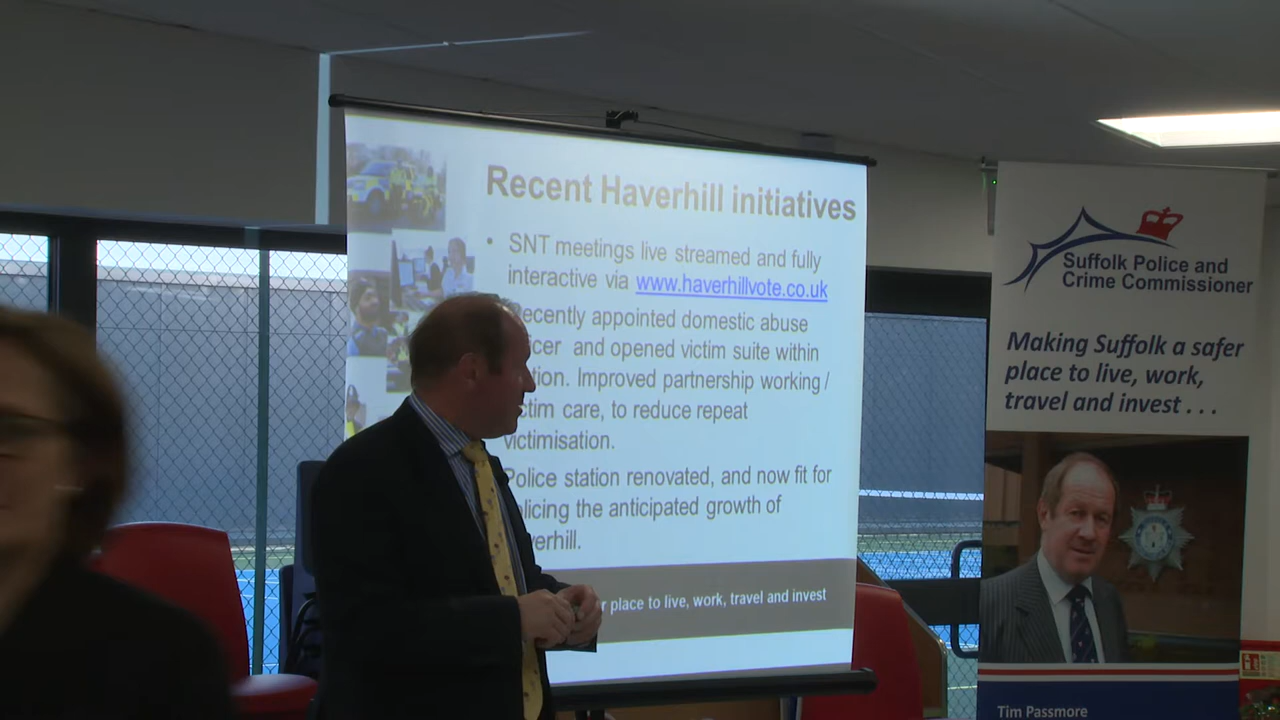 Recent Haverhill initiatives
• SNT meetings live streamed and fully
interactive via www.haverhillvote.co.uk
ecently appointed domestic abuse
cer and opened victim suite within
tion. Improved partnership working /
ctim care, to reduce repeat
victimisation.
Police station renovated, and now fit for
olicing the anticipated growth of
verhill.
r place to live, work, travel and invest
Suffolk Police and
Crime Commissioner
Making Suffolk a safer
place to live, work,
travel and invest . . .
Tim Passmore